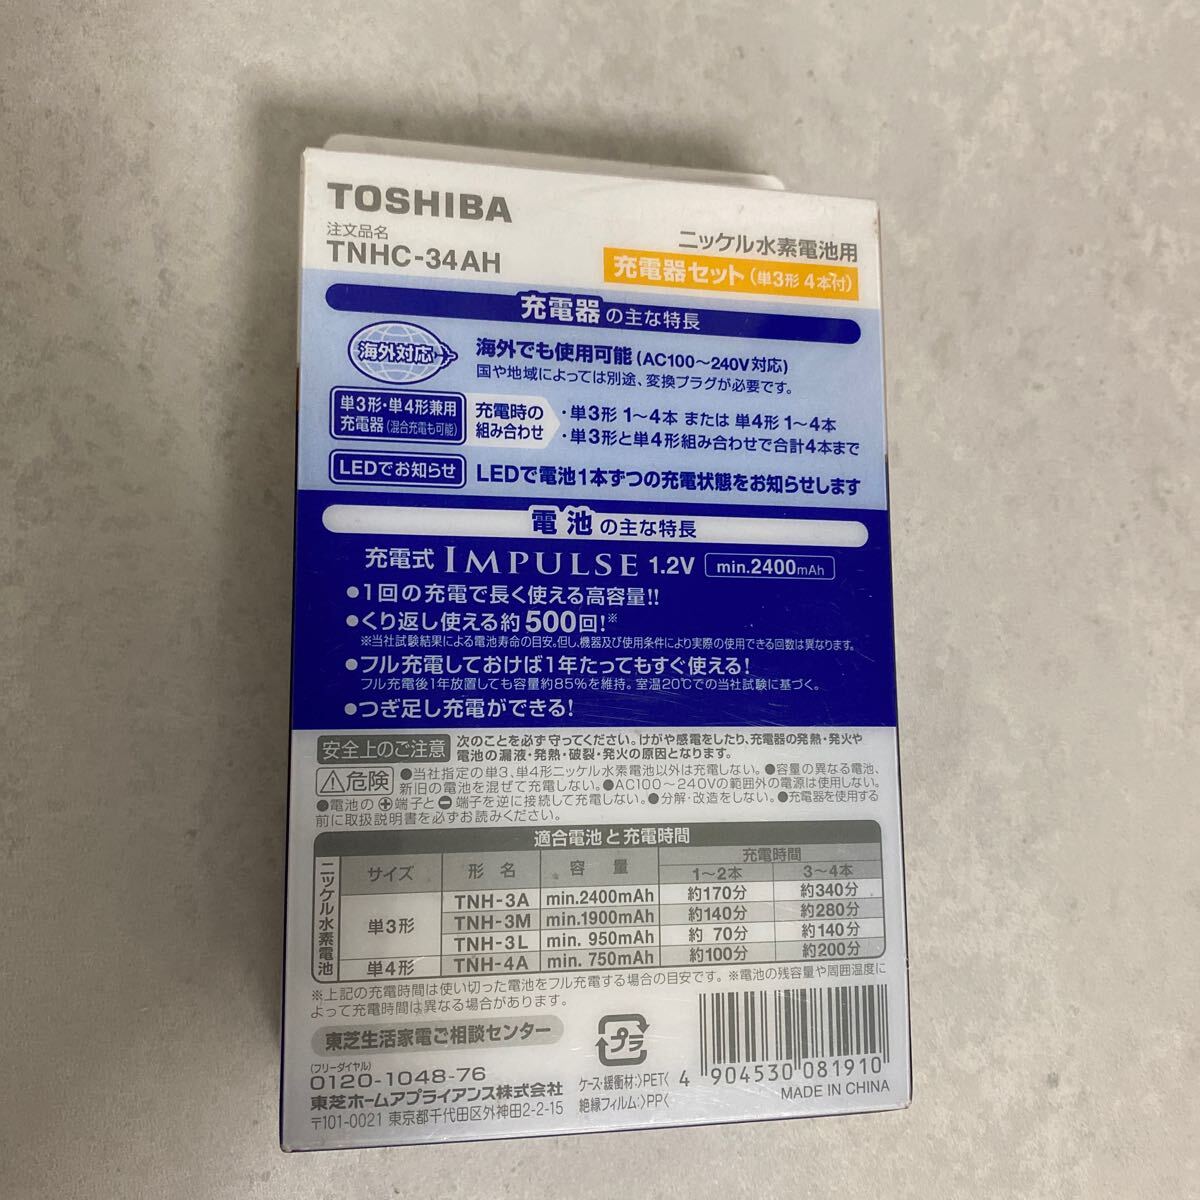 TOSHIBA
注文品名
TNHC-34AH
ニッケル水素電池用
充電器セット(単3形 4本付)
充電器の主な特長
海外対応
海外でも使用可能(AC100〜240V対応)
国や地域によっては別途、変換プラグが必要です。
単3形・単4形兼用
充電器(混合充電も可能)
充電時の
組み合わせ
・単3形 1〜4本 または 単4形 1〜4本
・単3形と単4形組み合わせで合計4本まで
LEDでお知らせ
LEDで電池1本ずつの充電状態をお知らせします
電池の主な特長
充電式 IMPULSE 1.2V min.2400mAh
●1回の充電で長く使える高容量!!
●くり返し使える約500回!※
※当社試験結果による電池寿命の目安。但し、機器及び使用条件により実際の使用できる回数は異なります。
●フル充電しておけば1年たってもすぐ使える!
フル充電後1年放置しても容量約85%を維持。室温20℃での当社試験に基づく。
●つぎ足し充電ができる!
安全上のご注意 次のことを必ず守ってください。けがや感電をしたり、充電器の発熱・発火や
電池の漏液・発熱・破裂・発火の原因となります。
⚠危険 ●当社指定の単3、単4形ニッケル水素電池以外は充電しない。●容量の異なる電池、
新旧の電池を混ぜて充電しない。●AC100〜240Vの範囲外の電源は使用しない。
●電池の⊕端子と⊖端子を逆に接続して充電しない。●分解・改造をしない。●充電器を使用する
前に取扱説明書を必ずお読みください。
適合電池と充電時間
ニッケル水素電池
サイズ 形名 容量 充電時間
1〜2本 3〜4本
単3形 TNH-3A min.2400mAh 約170分 約340分
TNH-3M min.1900mAh 約140分 約280分
TNH-3L min. 950mAh 約 70分 約140分
単4形 TNH-4A min. 750mAh 約100分 約200分
※上記の充電時間は使い切った電池をフル充電する場合の目安です。※電池の残容量や周囲温度に
よって充電時間は異なる場合があります。
東芝生活家電ご相談センター
(フリーダイヤル)
0120-1048-76
東芝ホームアプライアンス株式会社
〒101-0021 東京都千代田区外神田2-2-15
プラ
ケース・緩衝材:>PET<
絶縁フィルム:>PP<
4 904530 081910
MADE IN CHINA